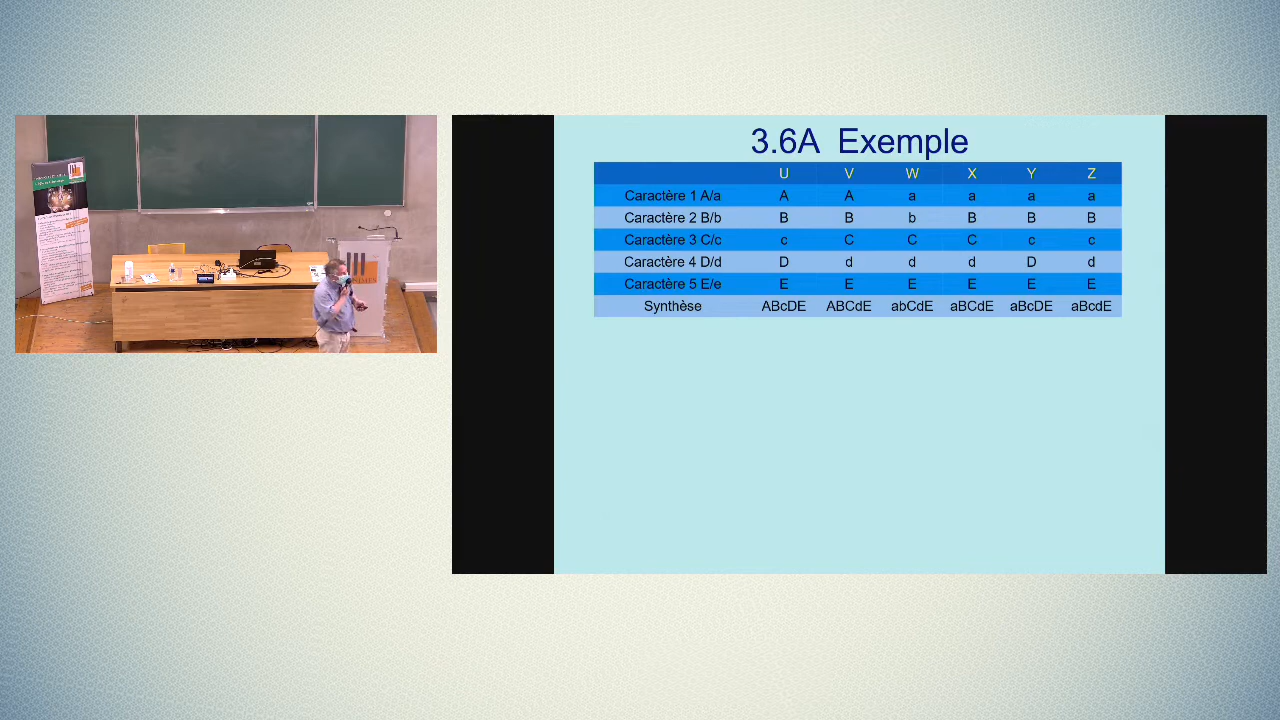 3.6A Exemple
U V W X Y Z
Caractère 1 A/a A A a a a a
Caractère 2 B/b B B b B B B
Caractère 3 C/c c C C C c c
Caractère 4 D/d D d d d D d
Caractère 5 E/e E E E E E E
Synthèse ABcDE ABCdE abCdE aBCdE aBcDE aBcdE